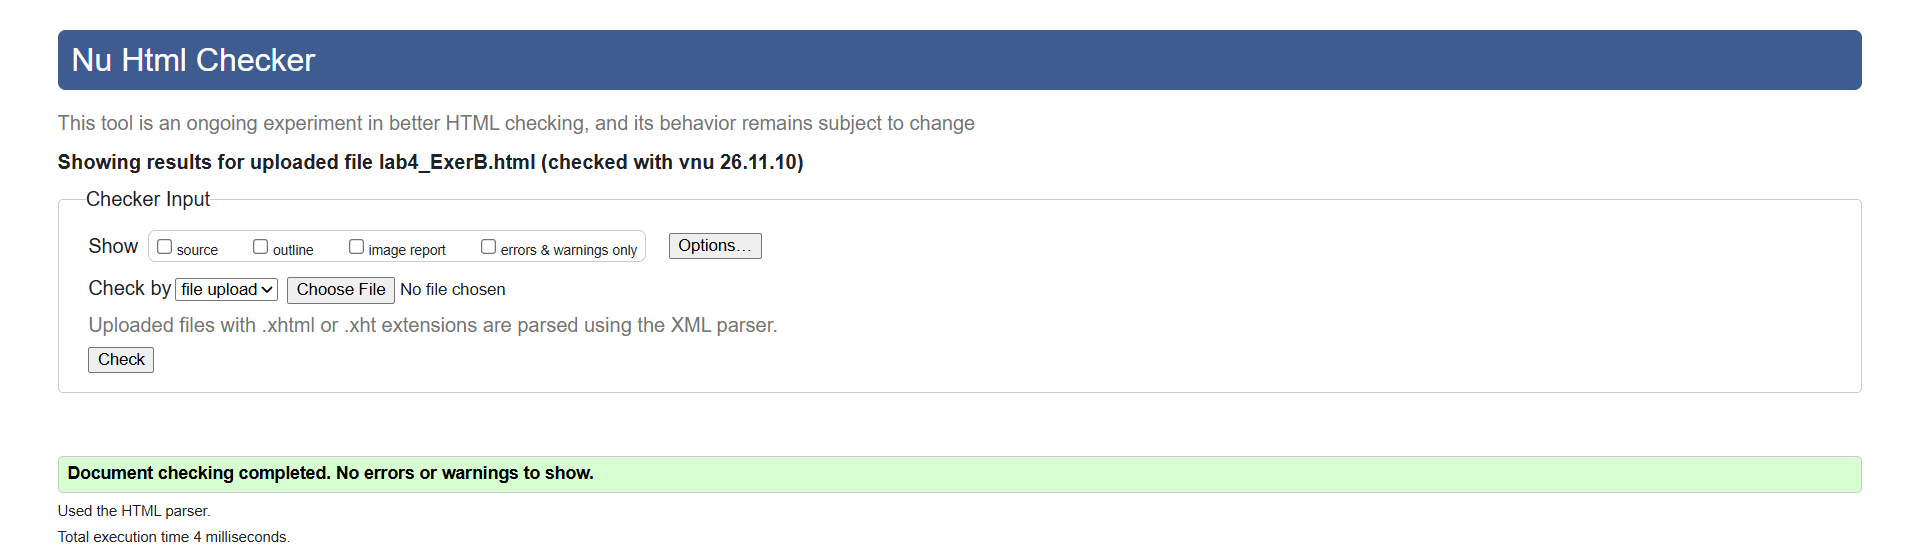 Nu Html Checker
This tool is an ongoing experiment in better HTML checking, and its behavior remains subject to change
Showing results for uploaded file lab4_ExerB.html (checked with vnu 26.11.10)
Checker Input
Show source outline image report errors & warnings only Options...
Check by file upload Choose File No file chosen
Uploaded files with .xhtml or .xht extensions are parsed using the XML parser.
Check
Document checking completed. No errors or warnings to show.
Used the HTML parser.
Total execution time 4 milliseconds.